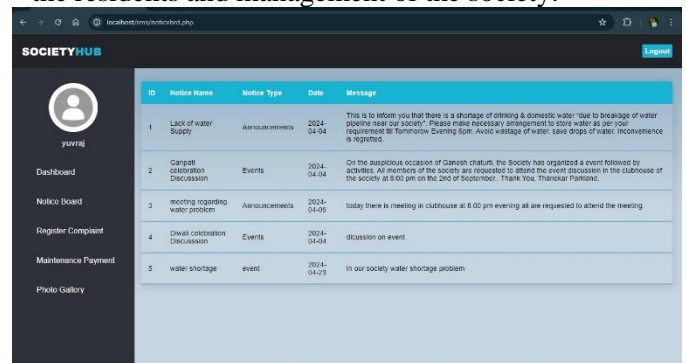 the residents and management of the society.
localhost/sms/noticebrd.php
SOCIETYHUB
Logout
yuvraj
Dashboard
Notice Board
Register Complaint
Maintenance Payment
Photo Gallery
ID Notice Name Notice Type Date Message
1 Lack of water Supply Announcements 2024-04-04
This is to inform you that there is a shortage of drinking & domestic water "due to breakage of water
pipeline near our society". Please make necessary arrangement to store water as per your
requirement till Tommorow Evening 6pm. Avoid wastage of water, save drops of water. Inconvenience
is regretted.
2 Ganpati celebration Discusssion Events 2024-04-04
On the auspicious occasion of Ganesh chaturti, the Society has organized a event followed by
activities. All members of the society are requested to attend the event discussion in the clubhouse of
the society at 8:00 pm on the 2nd of September.. Thank You, Thanekar Parkland.
3 meeting regarding water problem Announcements 2024-04-05
today there is meeting in clubhouse at 6:00 pm evening all are requested to attend the meeting
4 Diwali celebration Discusssion Events 2024-04-04
dicussion on event
5 water shortage event 2024-04-23
In our society water shortage problem